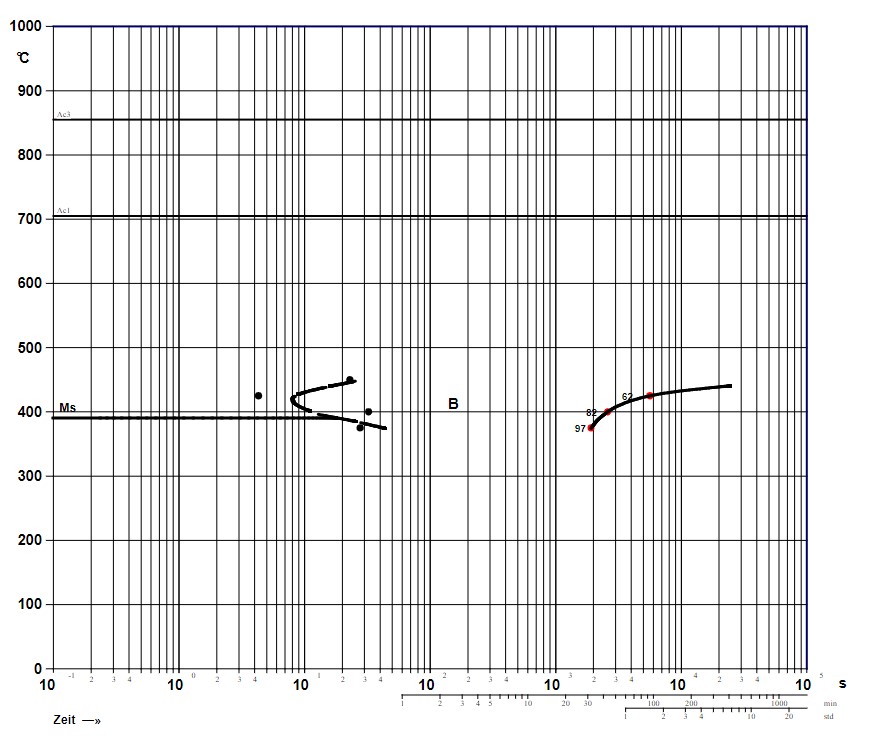 1000
°C
900
Ac3
800
Ac1
700
600
500
Ms
400
B
62
82
97
300
200
100
0
10 -1 2 3 4 10 0 2 3 4 10 1 2 3 4 10 2 2 3 4 10 3 2 3 4 10 4 2 3 4 10 5 s
1 2 3 4 5 10 20 30 100 200 1000 min
1 2 3 4 10 20 std
Zeit —»